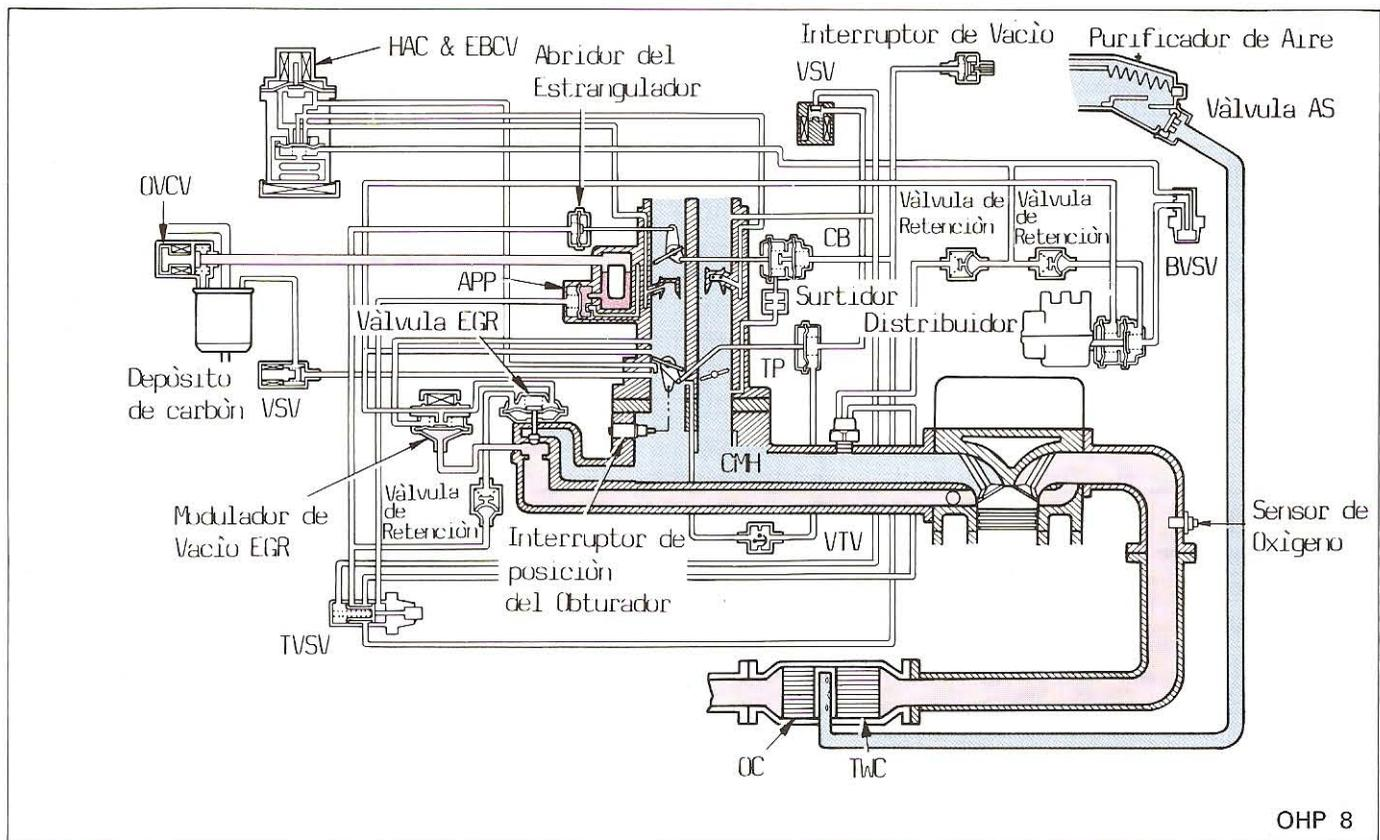 HAC & EBCV
Abridor del
Estrangulador
Interruptor de Vacìo
VSV
Purificador de Aire
Vàlvula AS
OVCV
APP
Vàlvula EGR
CB
Surtidor
Vàlvula de
Retenciòn
Vàlvula
de
Retenciòn
BVSV
Distribuidor
TP
Depòsito
de carbòn
VSV
CMH
Modulador de
Vacìo EGR
Vàlvula
de
Retenciòn
Interruptor de
posiciòn
del Obturador
VTV
Sensor de
Oxìgeno
TVSV
OC
TWC
OHP 8